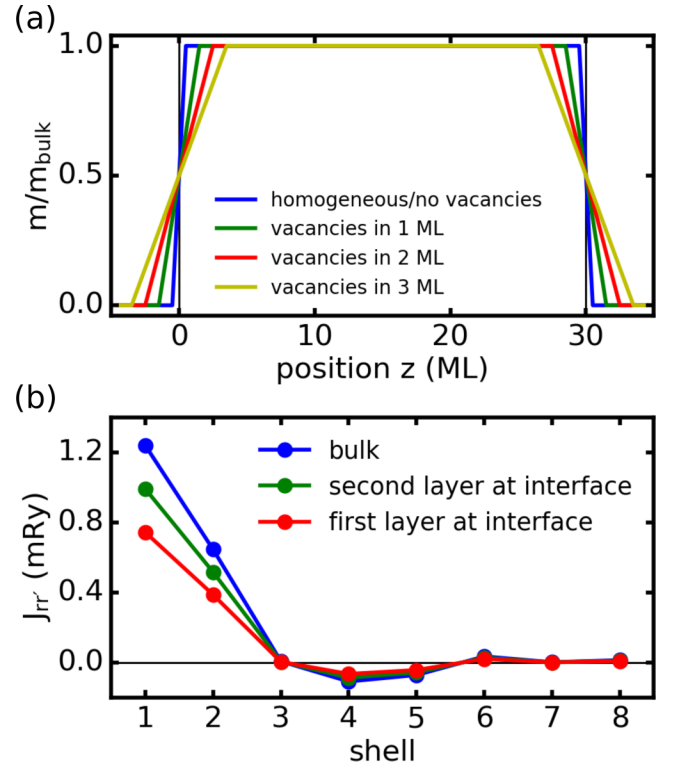 (a)
m/m_bulk
1.0
0.5
0.0
homogeneous/no vacancies
vacancies in 1 ML
vacancies in 2 ML
vacancies in 3 ML
0 10 20 30
position z (ML)
(b)
J_rr′ (mRy)
1.2
0.8
0.4
0.0
bulk
second layer at interface
first layer at interface
1 2 3 4 5 6 7 8
shell